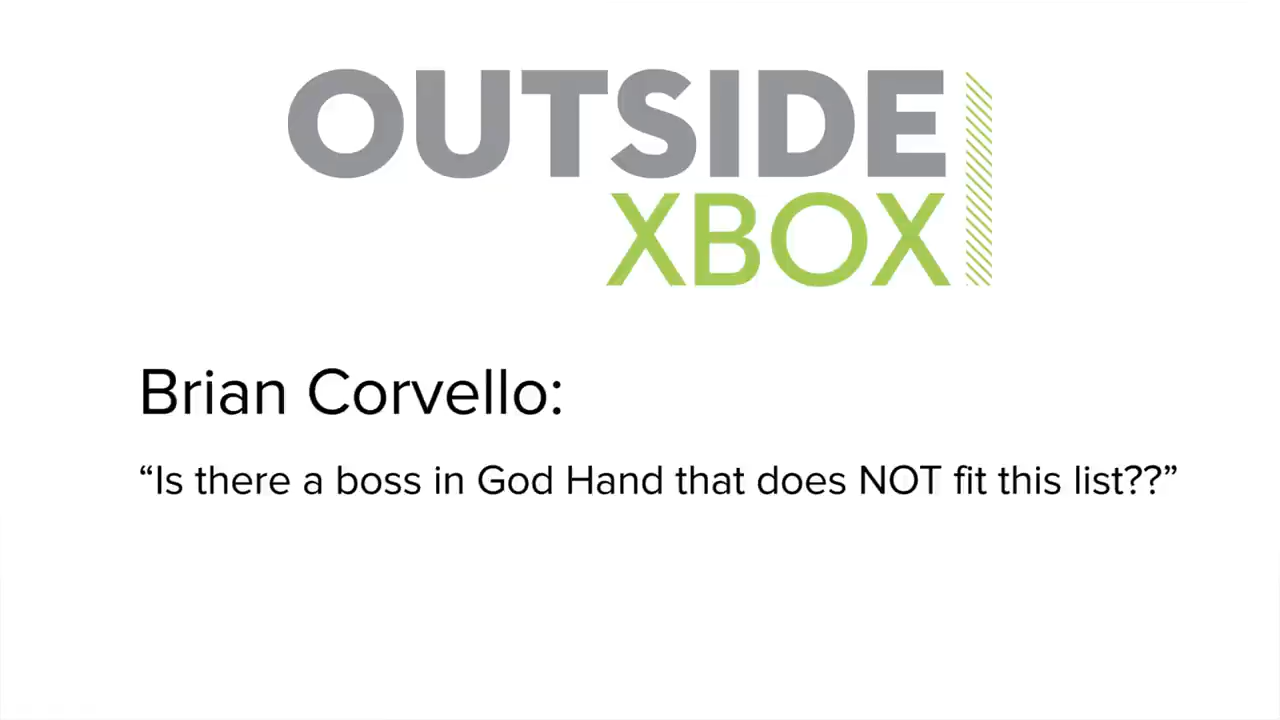 OUTSIDE
XBOX
Brian Corvello:
“Is there a boss in God Hand that does NOT fit this list??”